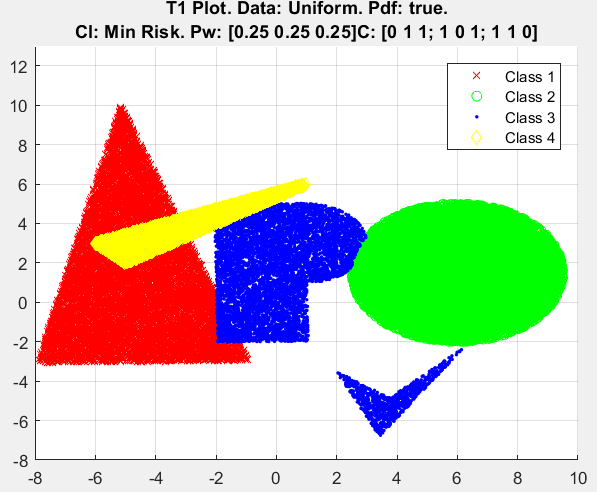 T1 Plot. Data: Uniform. Pdf: true.
Cl: Min Risk. Pw: [0.25 0.25 0.25]C: [0 1 1; 1 0 1; 1 1 0]
Class 1
Class 2
Class 3
Class 4
12
10
8
6
4
2
0
-2
-4
-6
-8
-8 -6 -4 -2 0 2 4 6 8 10